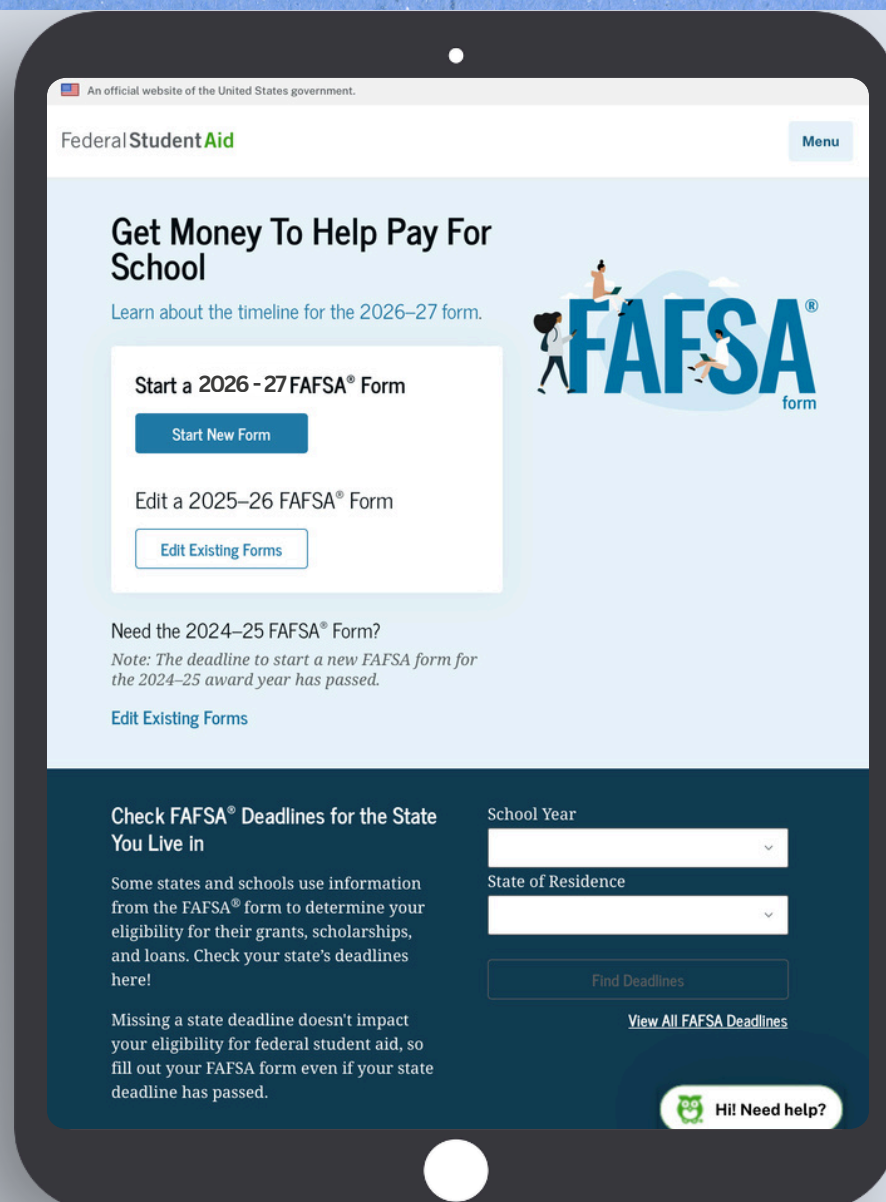 An official website of the United States government.
Federal Student Aid
Menu
Get Money To Help Pay For
School
Learn about the timeline for the 2026–27 form.
FAFSA®
form
Start a 2026 - 27 FAFSA® Form
Start New Form
Edit a 2025–26 FAFSA® Form
Edit Existing Forms
Need the 2024–25 FAFSA® Form?
Note: The deadline to start a new FAFSA form for
the 2024–25 award year has passed.
Edit Existing Forms
Check FAFSA® Deadlines for the State
You Live in
Some states and schools use information
from the FAFSA® form to determine your
eligibility for their grants, scholarships,
and loans. Check your state’s deadlines
here!
Missing a state deadline doesn't impact
your eligibility for federal student aid, so
fill out your FAFSA form even if your state
deadline has passed.
School Year
State of Residence
Find Deadlines
View All FAFSA Deadlines
Hi! Need help?